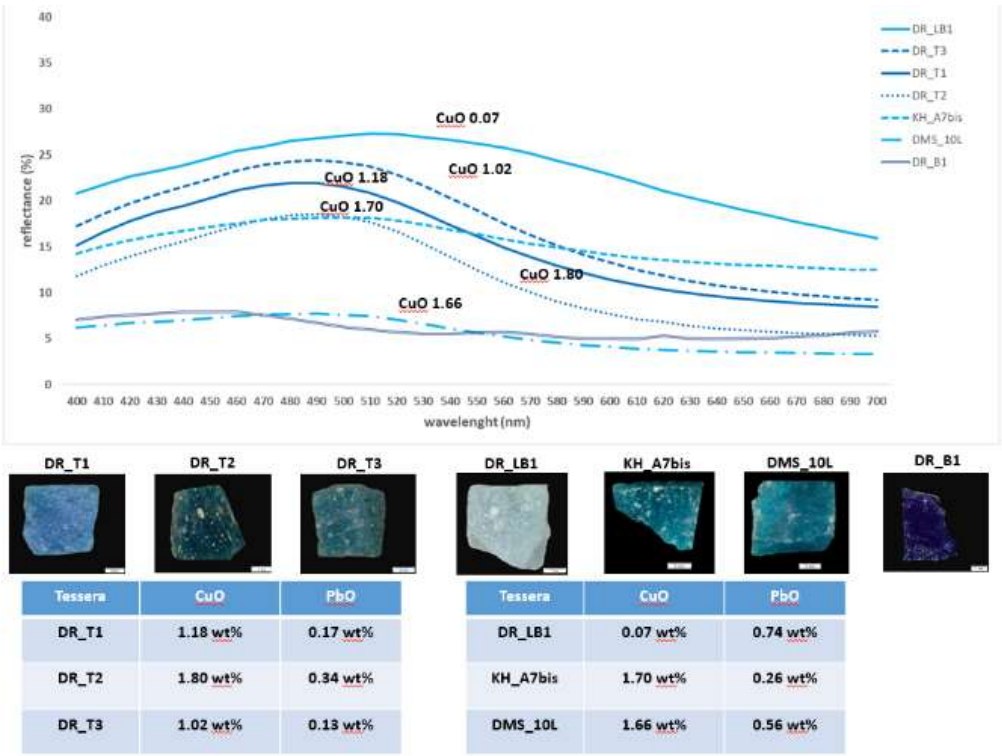 40
35
30
25
20
15
10
5
0
reflectance (%)
DR_LB1
DR_T3
DR_T1
DR_T2
KH_A7bis
DMS_10L
DR_B1
CuO 0.07
CuO 1.02
CuO 1.18
CuO 1.70
CuO 1.80
CuO 1.66
400 410 420 430 440 450 460 470 480 490 500 510 520 530 540 550 560 570 580 590 600 610 620 630 640 650 660 670 680 690 700
wavelenght (nm)
DR_T1 DR_T2 DR_T3 DR_LB1 KH_A7bis DMS_10L DR_B1
Tessera CuO PbO
DR_T1 1.18 wt% 0.17 wt%
DR_T2 1.80 wt% 0.34 wt%
DR_T3 1.02 wt% 0.13 wt%
Tessera CuO PbO
DR_LB1 0.07 wt% 0.74 wt%
KH_A7bis 1.70 wt% 0.26 wt%
DMS_10L 1.66 wt% 0.56 wt%